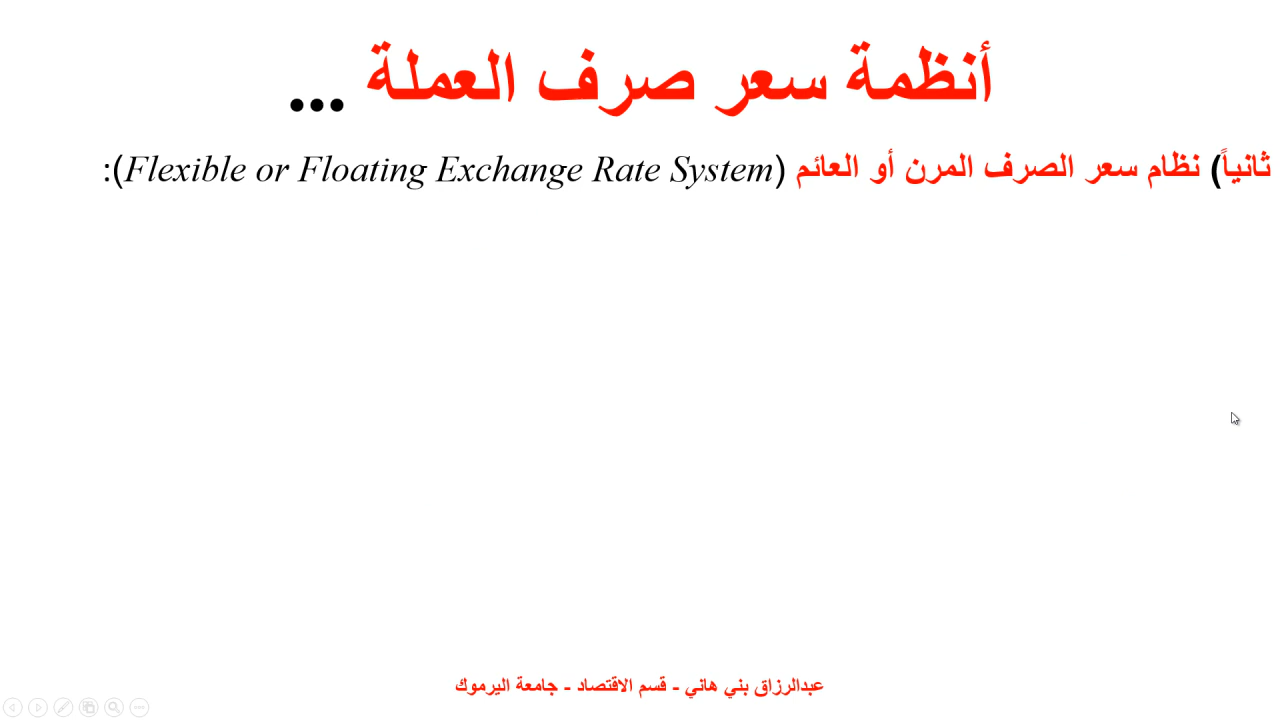 أنظمة سعر صرف العملة ...
ثانياً) نظام سعر الصرف المرن أو العائم (Flexible or Floating Exchange Rate System):
عبدالرزاق بني هاني - قسم الاقتصاد - جامعة اليرموك